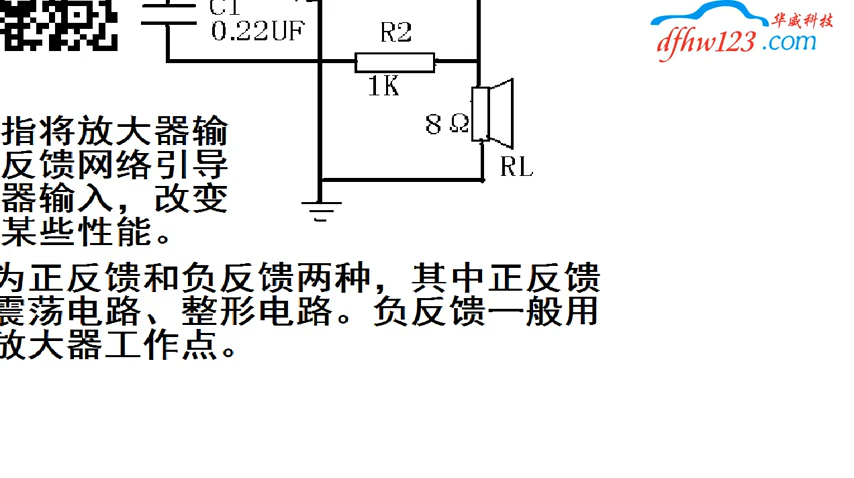 C1
0.22UF
R2
1K
8Ω
RL
华威科技
dfhw123.com
指将放大器输
反馈网络引导
器输入，改变
某些性能。
为正反馈和负反馈两种，其中正反馈
震荡电路、整形电路。负反馈一般用
放大器工作点。